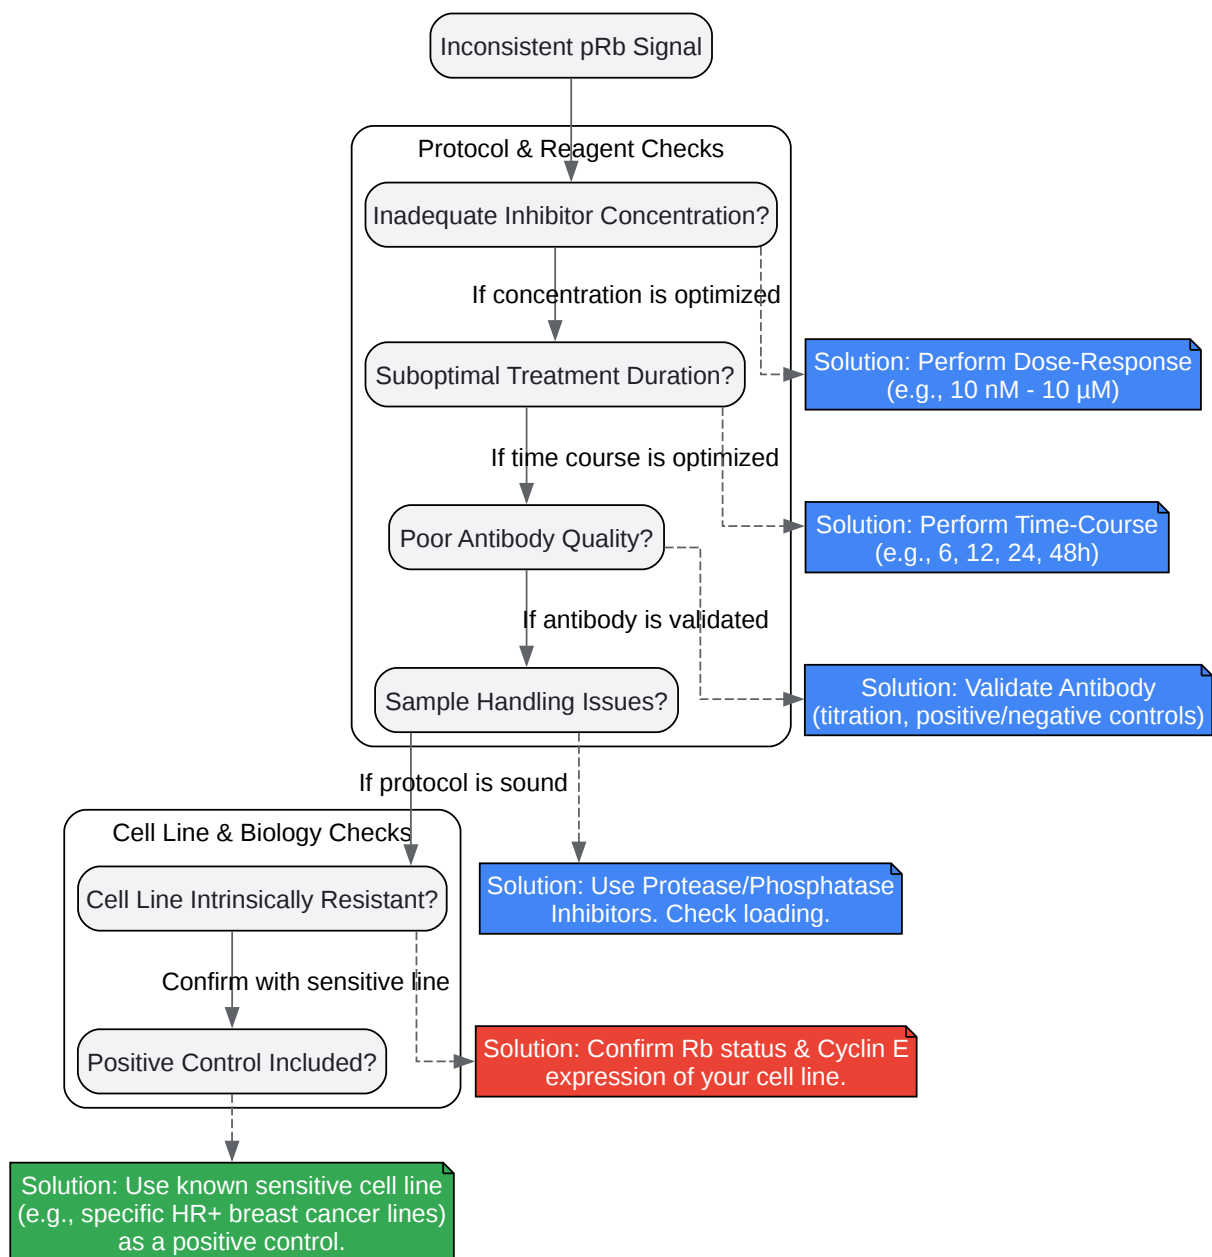 Inconsistent pRb Signal
Protocol & Reagent Checks
Inadequate Inhibitor Concentration?
If concentration is optimized
Suboptimal Treatment Duration?
Solution: Perform Dose-Response
(e.g., 10 nM - 10 µM)
If time course is optimized
Poor Antibody Quality?
Solution: Perform Time-Course
(e.g., 6, 12, 24, 48h)
If antibody is validated
Sample Handling Issues?
Solution: Validate Antibody
(titration, positive/negative controls)
If protocol is sound
Cell Line & Biology Checks
Cell Line Intrinsically Resistant?
Solution: Use Protease/Phosphatase
Inhibitors. Check loading.
Confirm with sensitive line
Positive Control Included?
Solution: Confirm Rb status & Cyclin E
expression of your cell line.
Solution: Use known sensitive cell line
(e.g., specific HR+ breast cancer lines)
as a positive control.